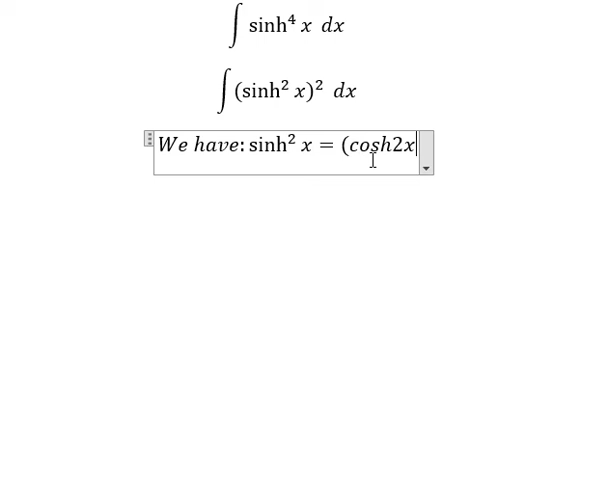 ∫ sinh⁴ x dx
∫ (sinh² x)² dx
We have: sinh² x = (cosh2x